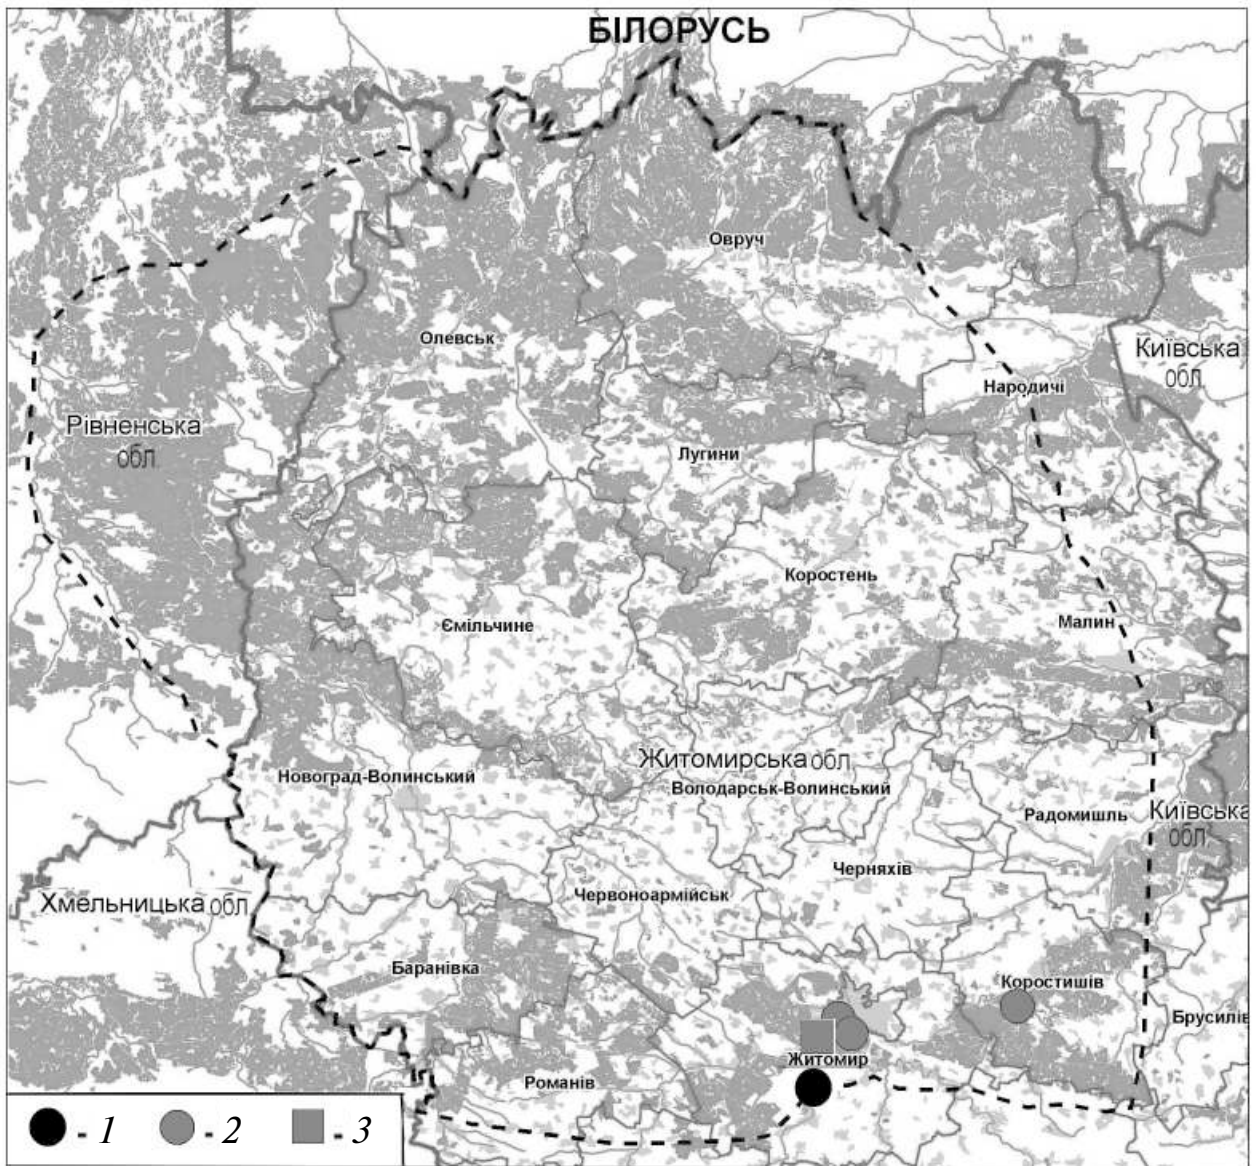 БІЛОРУСЬ
Овруч
Олевськ
Київська
обл.
Народичі
Рівненська
обл.
Лугини
Коростень
Ємільчине
Малин
Житомирська обл.
Новоград-Волинський
Володарськ-Волинський
Радомишль
Київська
обл.
Черняхів
Червоноармійськ
Хмельницька обл.
Баранівка
Коростишів
Брусилів
Житомир
Романів
- 1 - 2 - 3